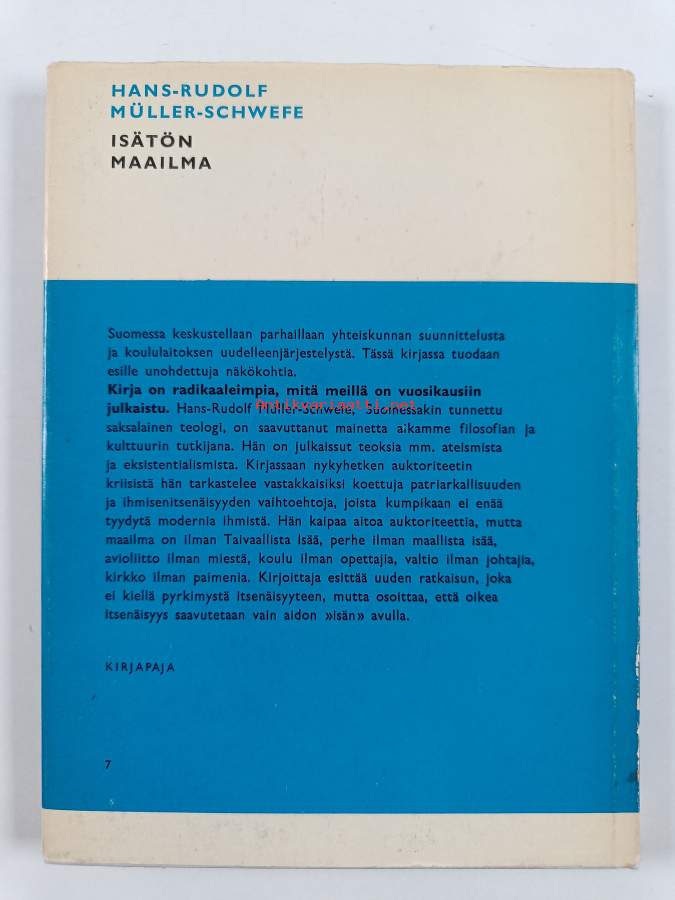 HANS-RUDOLF
MÜLLER-SCHWEFE
ISÄTÖN
MAAILMA
Suomessa keskustellaan parhaillaan yhteiskunnan suunnittelusta
ja koululaitoksen uudelleenjärjestelystä. Tässä kirjassa tuodaan
esille unohdettuja näkökohtia.
Kirja on radikaaleimpia, mitä meillä on vuosikausiin
julkaistu. Hans-Rudolf Müller-Schwefe, Suomessakin tunnettu
Antikvariaatti.net
saksalainen teologi, on saavuttanut mainetta aikamme filosofian ja
kulttuurin tutkijana. Hän on julkaissut teoksia mm. ateismista
ja eksistentialismista. Kirjassaan nykyhetken auktoriteetin
kriisistä hän tarkastelee vastakkaisiksi koettuja patriarkallisuuden
ja ihmisenitsenäisyyden vaihtoehtoja, joista kumpikaan ei enää
tyydytä modernia ihmistä. Hän kaipaa aitoa auktoriteettia, mutta
maailma on ilman Taivaallista Isää, perhe ilman maallista isää,
avioliitto ilman miestä, koulu ilman opettajia, valtio ilman johtajia,
kirkko ilman paimenia. Kirjoittaja esittää uuden ratkaisun, joka
ei kiellä pyrkimystä itsenäisyyteen, mutta osoittaa, että oikea
itsenäisyys saavutetaan vain aidon »isän» avulla.
KIRJAPAJA
7